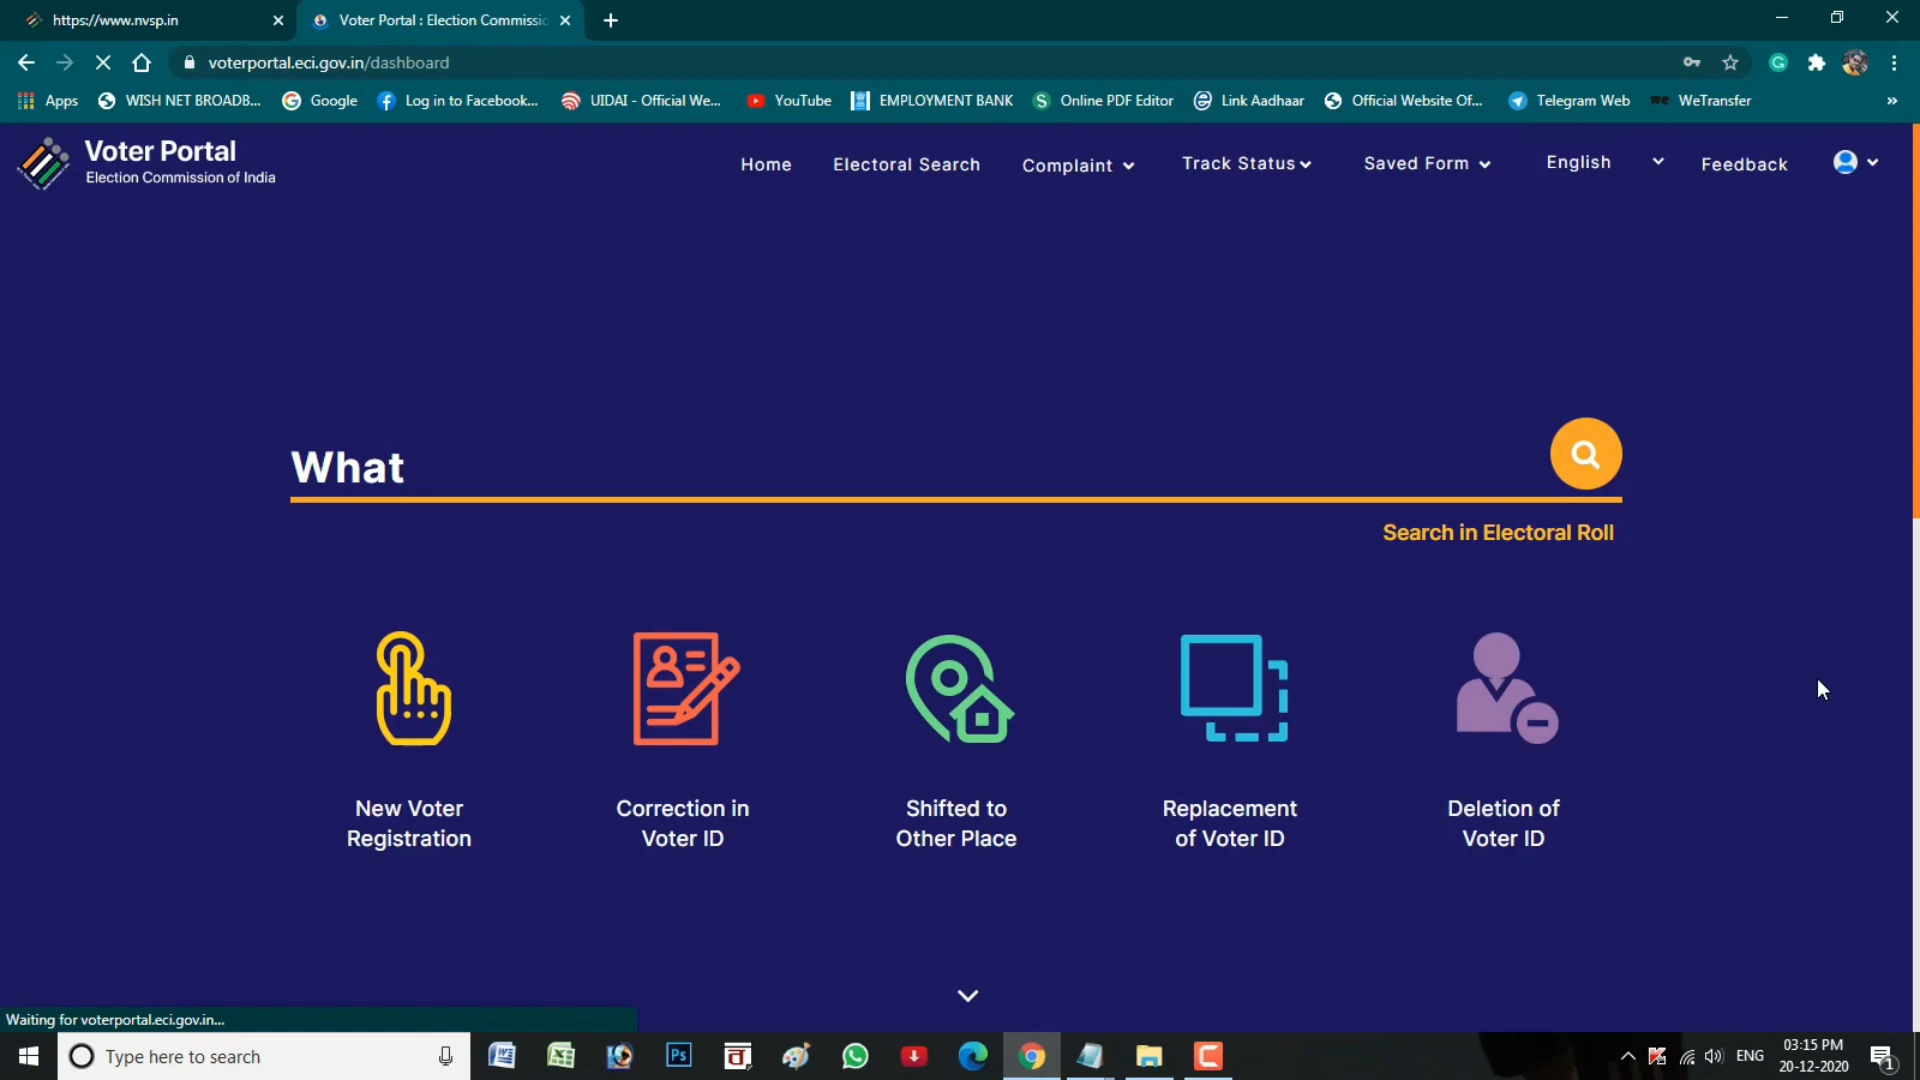 https://www.nvsp.in
Voter Portal : Election Commissic
voterportal.eci.gov.in/dashboard
Apps
WISH NET BROADB...
Google
Log in to Facebook...
UIDAI - Official We...
YouTube
EMPLOYMENT BANK
Online PDF Editor
Link Aadhaar
Official Website Of...
Telegram Web
WeTransfer
Voter Portal
Election Commission of India
Home
Electoral Search
Complaint
Track Status
Saved Form
English
Feedback
What
Search in Electoral Roll
New Voter
Registration
Correction in
Voter ID
Shifted to
Other Place
Replacement
of Voter ID
Deletion of
Voter ID
Waiting for voterportal.eci.gov.in...
Type here to search
Ps
ENG
03:15 PM
20-12-2020
1